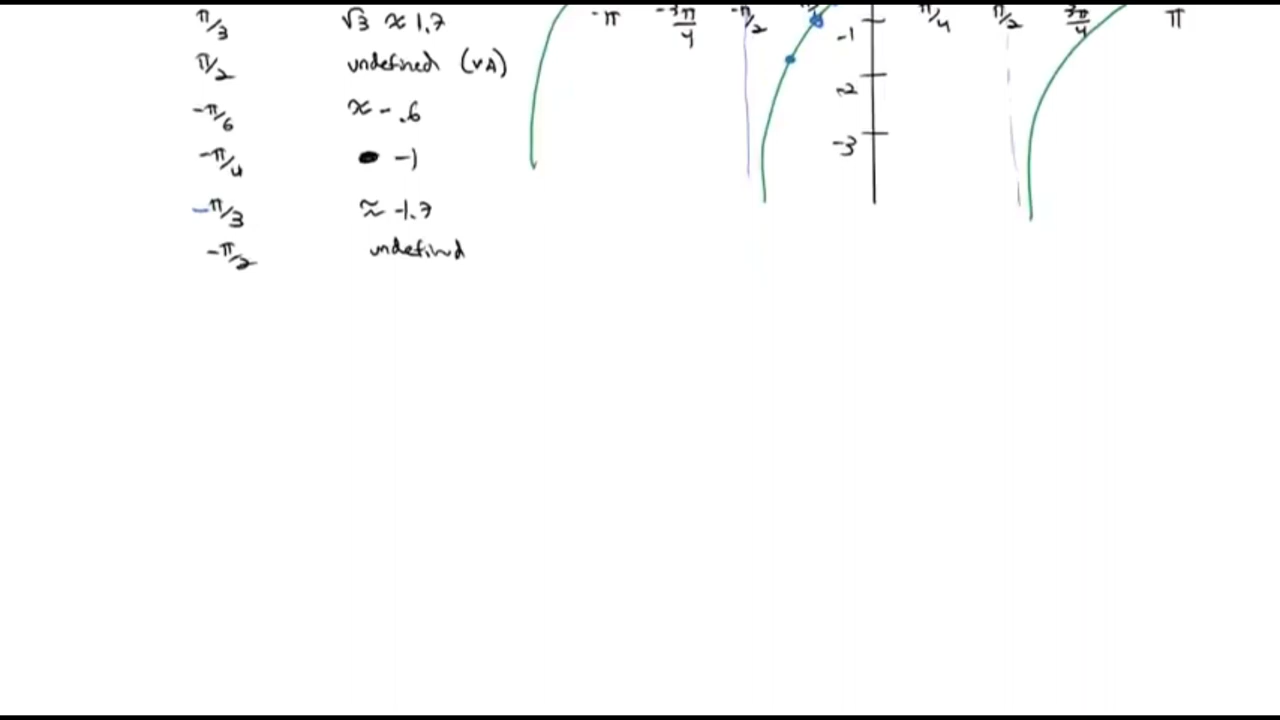 π/3 √3 ≈ 1.7
π/2 undefined (VA)
-π/6 ≈ -.6
-π/4 -1
-π/3 ≈ -1.7
-π/2 undefind
-π -3π/4 -π/2 π/4 π/2 3π/4 π
-1
-2
-3